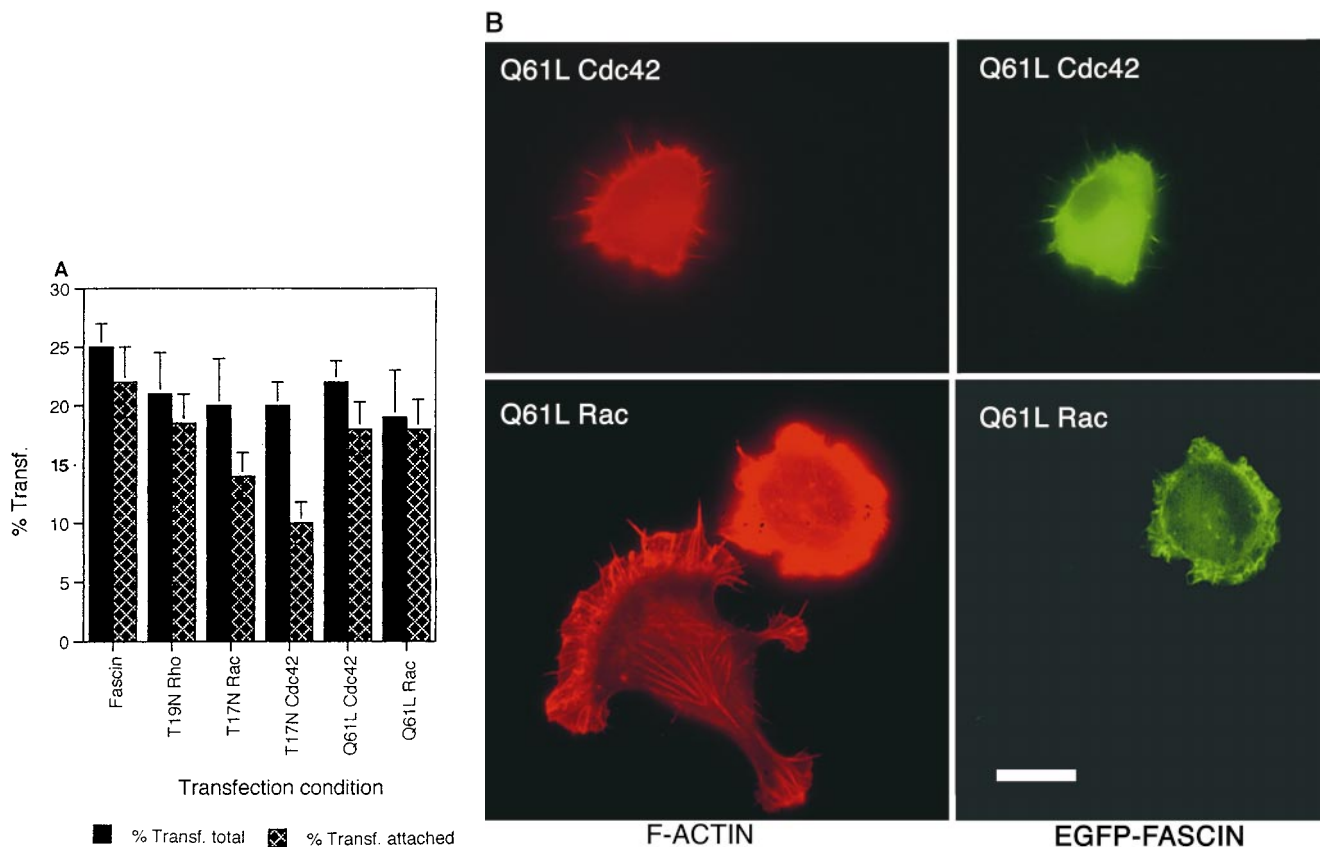 A
30
25
20
15
10
5
0
% Transf.
Fascin
T19N Rho
T17N Rac
T17N Cdc42
Q61L Cdc42
Q61L Rac
Transfection condition
% Transf. total
% Transf. attached
B
Q61L Cdc42
Q61L Cdc42
Q61L Rac
Q61L Rac
F-ACTIN
EGFP-FASCIN